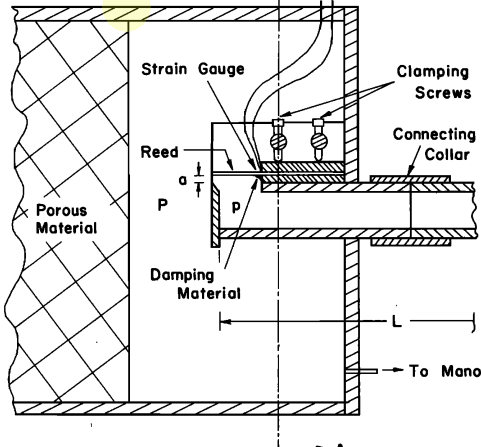 Strain Gauge
Clamping
Screws
Connecting
Collar
Reed
a
P
p
Porous
Material
Damping
Material
L
To Mano